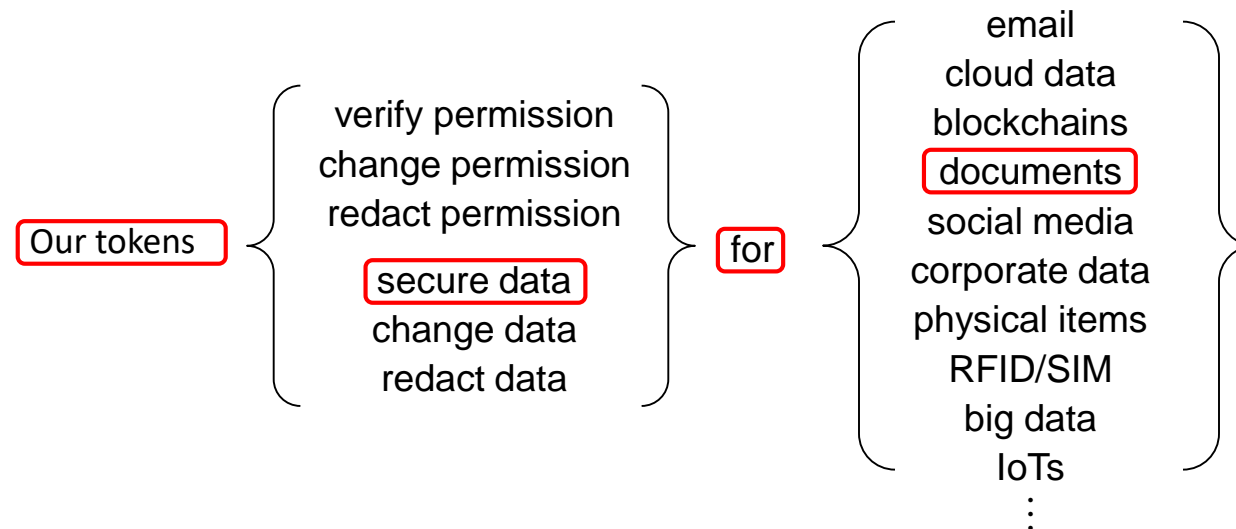 Our tokens
verify permission
change permission
redact permission
secure data
change data
redact data
for
email
cloud data
blockchains
documents
social media
corporate data
physical items
RFID/SIM
big data
IoTs
⋮